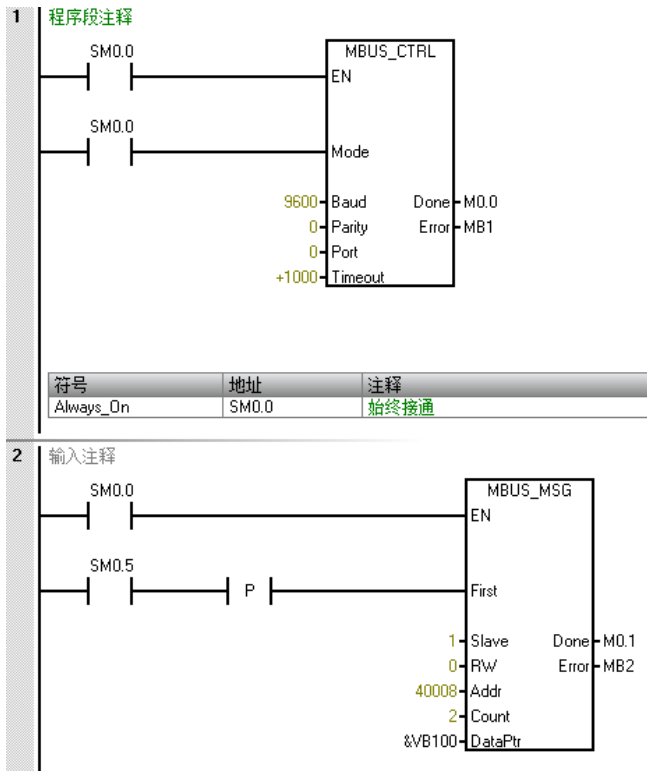 1 程序段注释
SM0.0 MBUS_CTRL
EN
SM0.0
Mode
9600 Baud Done M0.0
0 Parity Error MB1
0 Port
+1000 Timeout
符号 地址 注释
Always_On SM0.0 始终接通
2 输入注释
SM0.0 MBUS_MSG
EN
SM0.5
P First
1 Slave Done M0.1
0 RW Error MB2
40008 Addr
2 Count
&VB100 DataPtr